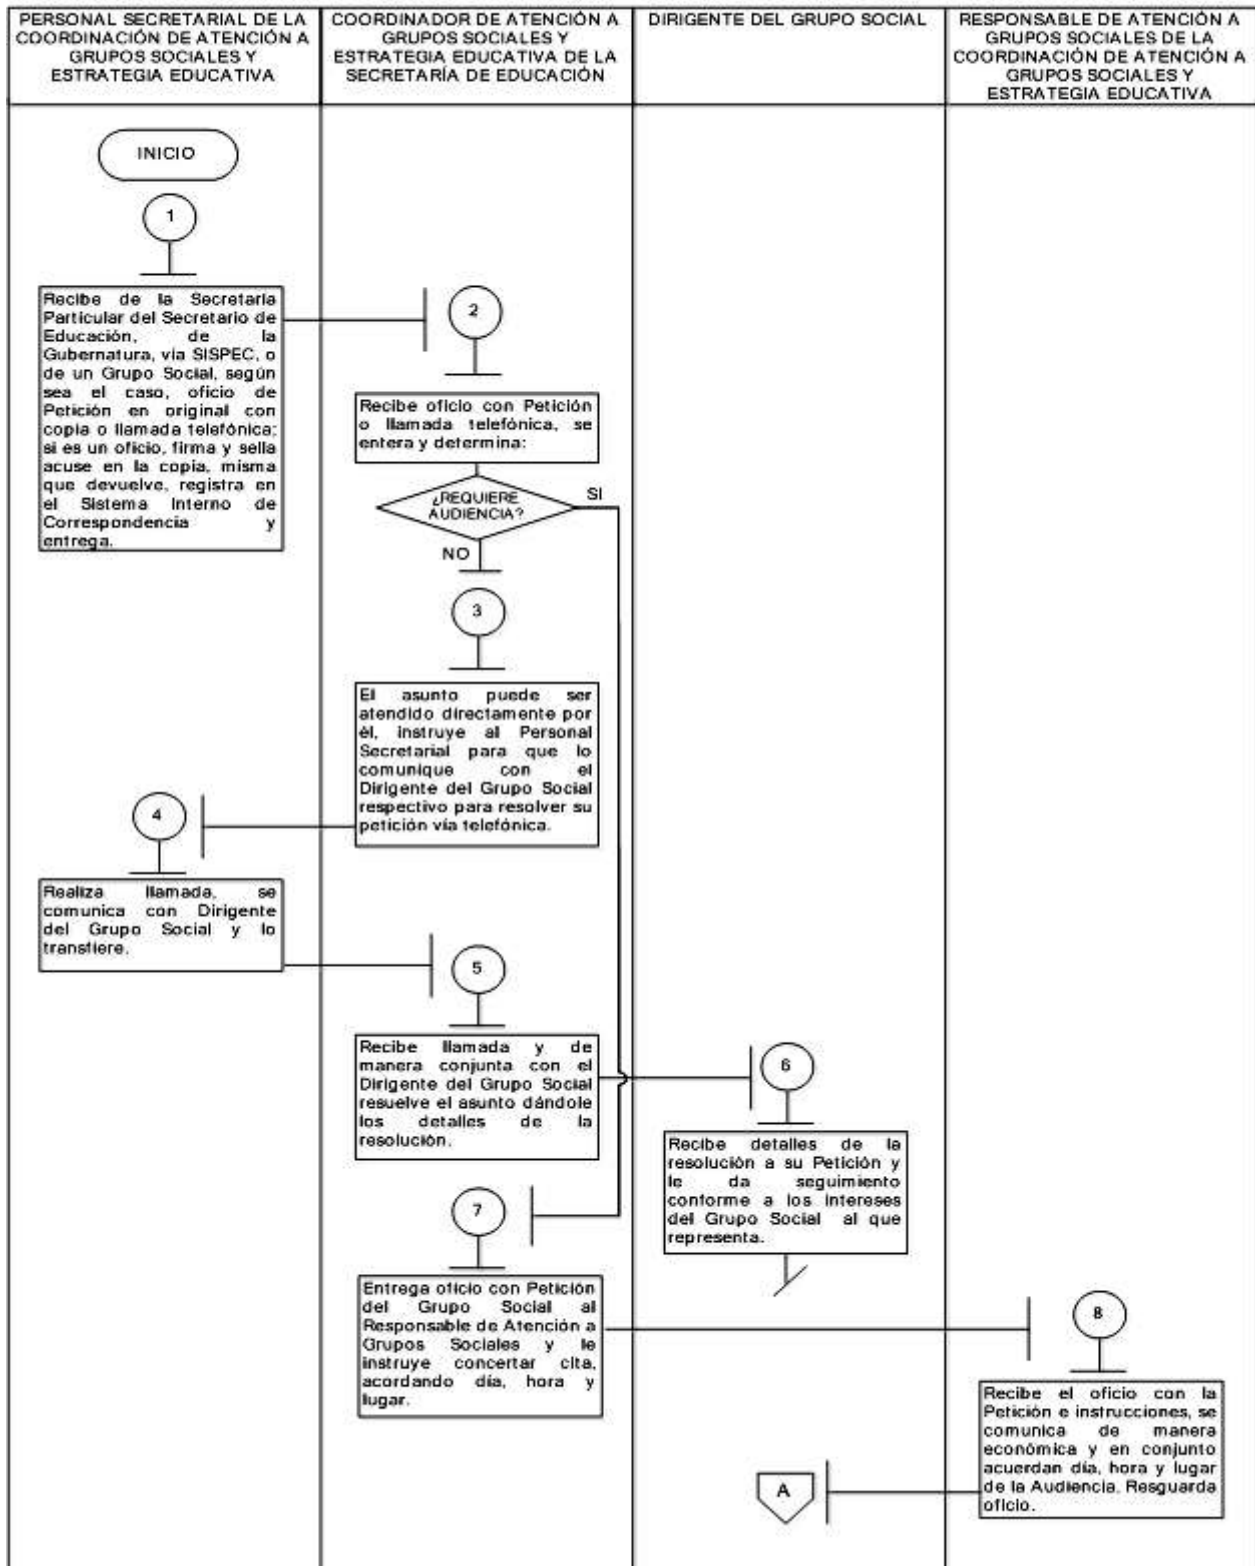 PERSONAL SECRETARIAL DE LA
COORDINACIÓN DE ATENCIÓN A
GRUPOS SOCIALES Y
ESTRATEGIA EDUCATIVA
COORDINADOR DE ATENCIÓN A
GRUPOS SOCIALES Y
ESTRATEGIA EDUCATIVA DE LA
SECRETARÍA DE EDUCACIÓN
DIRIGENTE DEL GRUPO SOCIAL
RESPONSABLE DE ATENCIÓN A
GRUPOS SOCIALES DE LA
COORDINACIÓN DE ATENCIÓN A
GRUPOS SOCIALES Y
ESTRATEGIA EDUCATIVA
INICIO
1
Recibe de la Secretaría
Particular del Secretario de
Educación, de la
Gubernatura, vía SISPEC, o
de un Grupo Social, según
sea el caso, oficio de
Petición en original con
copia o llamada telefónica;
si es un oficio, firma y sella
acuse en la copia, misma
que devuelve, registra en
el Sistema Interno de
Correspondencia y
entrega.
2
Recibe oficio con Petición
o llamada telefónica, se
entera y determina:
¿REQUIERE
AUDIENCIA?
SI
NO
3
El asunto puede ser
atendido directamente por
él, instruye al Personal
Secretarial para que lo
comunique con el
Dirigente del Grupo Social
respectivo para resolver su
petición vía telefónica.
4
Realiza llamada, se
comunica con Dirigente
del Grupo Social y lo
transfiere.
5
Recibe llamada y de
manera conjunta con el
Dirigente del Grupo Social
resuelve el asunto dándole
los detalles de la
resolución.
6
Recibe detalles de la
resolución a su Petición y
le da seguimiento
conforme a los intereses
del Grupo Social al que
representa.
7
Entrega oficio con Petición
del Grupo Social al
Responsable de Atención a
Grupos Sociales y le
instruye concertar cita,
acordando día, hora y
lugar.
8
Recibe el oficio con la
Petición e instrucciones, se
comunica de manera
económica y en conjunto
acuerdan día, hora y lugar
de la Audiencia. Resguarda
oficio.
A